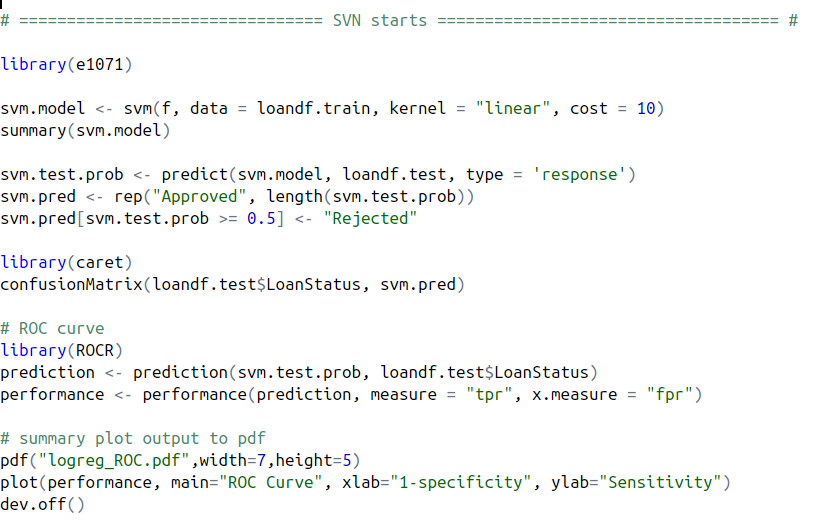 # ================================ SVN starts ==================================== #
library(e1071)
svm.model <- svm(f, data = loandf.train, kernel = "linear", cost = 10)
summary(svm.model)
svm.test.prob <- predict(svm.model, loandf.test, type = 'response')
svm.pred <- rep("Approved", length(svm.test.prob))
svm.pred[svm.test.prob >= 0.5] <- "Rejected"
library(caret)
confusionMatrix(loandf.test$LoanStatus, svm.pred)
# ROC curve
library(ROCR)
prediction <- prediction(svm.test.prob, loandf.test$LoanStatus)
performance <- performance(prediction, measure = "tpr", x.measure = "fpr")
# summary plot output to pdf
pdf("logreg_ROC.pdf",width=7,height=5)
plot(performance, main="ROC Curve", xlab="1-specificity", ylab="Sensitivity")
dev.off()